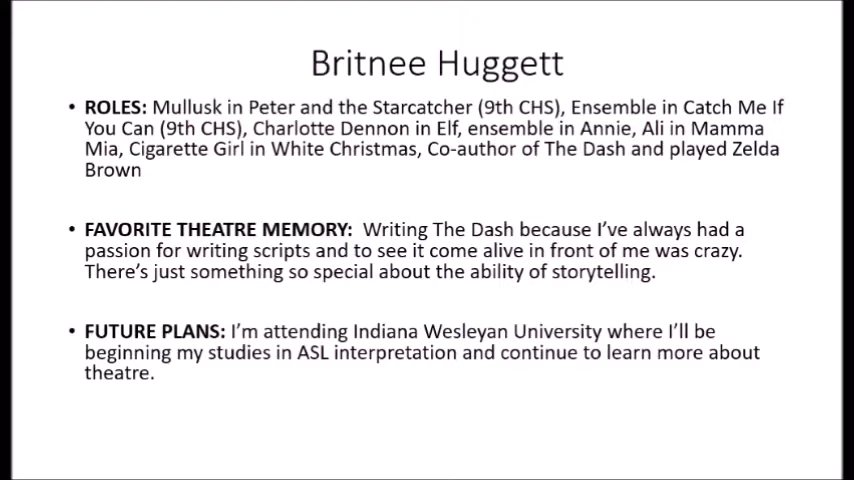 Britnee Huggett
• ROLES: Mullusk in Peter and the Starcatcher (9th CHS), Ensemble in Catch Me If
You Can (9th CHS), Charlotte Dennon in Elf, ensemble in Annie, Ali in Mamma
Mia, Cigarette Girl in White Christmas, Co-author of The Dash and played Zelda
Brown
• FAVORITE THEATRE MEMORY: Writing The Dash because I’ve always had a
passion for writing scripts and to see it come alive in front of me was crazy.
There’s just something so special about the ability of storytelling.
• FUTURE PLANS: I’m attending Indiana Wesleyan University where I’ll be
beginning my studies in ASL interpretation and continue to learn more about
theatre.